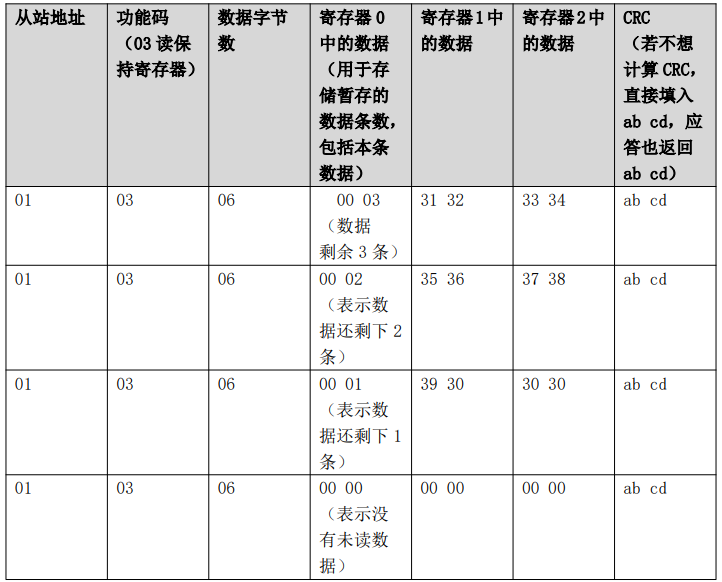 从站地址
功能码
（03 读保
持寄存器）
数据字节
数
寄存器 0
中的数据
（用于存
储暂存的
数据条数，
包括本条
数据）
寄存器 1 中
的数据
寄存器 2 中
的数据
CRC
（若不想
计算 CRC，
直接填入
ab cd，应
答也返回
ab cd）
01
03
06
00 03
（数据
剩余 3 条）
31 32
33 34
ab cd
01
03
06
00 02
（表示数
据还剩下 2
条）
35 36
37 38
ab cd
01
03
06
00 01
（表示数
据还剩下 1
条）
39 30
30 30
ab cd
01
03
06
00 00
（表示没
有未读数
据）
00 00
00 00
ab cd